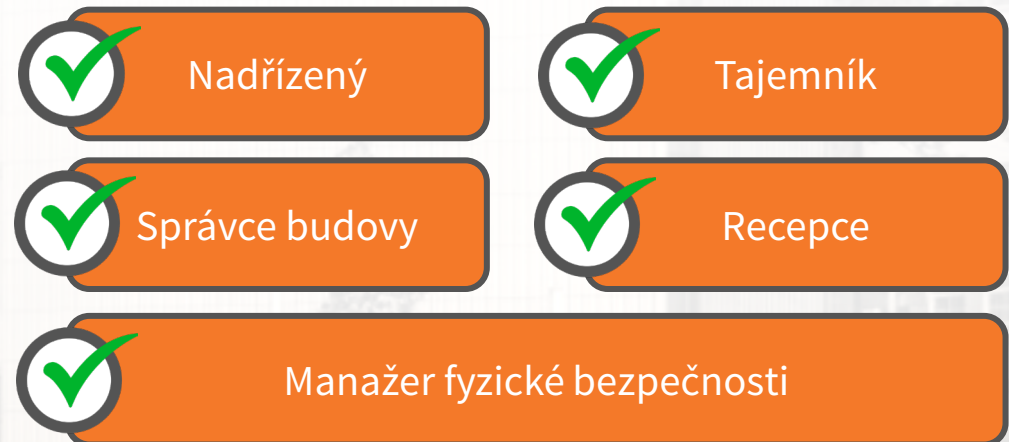 Nadřízený
Tajemník
Správce budovy
Recepce
Manažer fyzické bezpečnosti